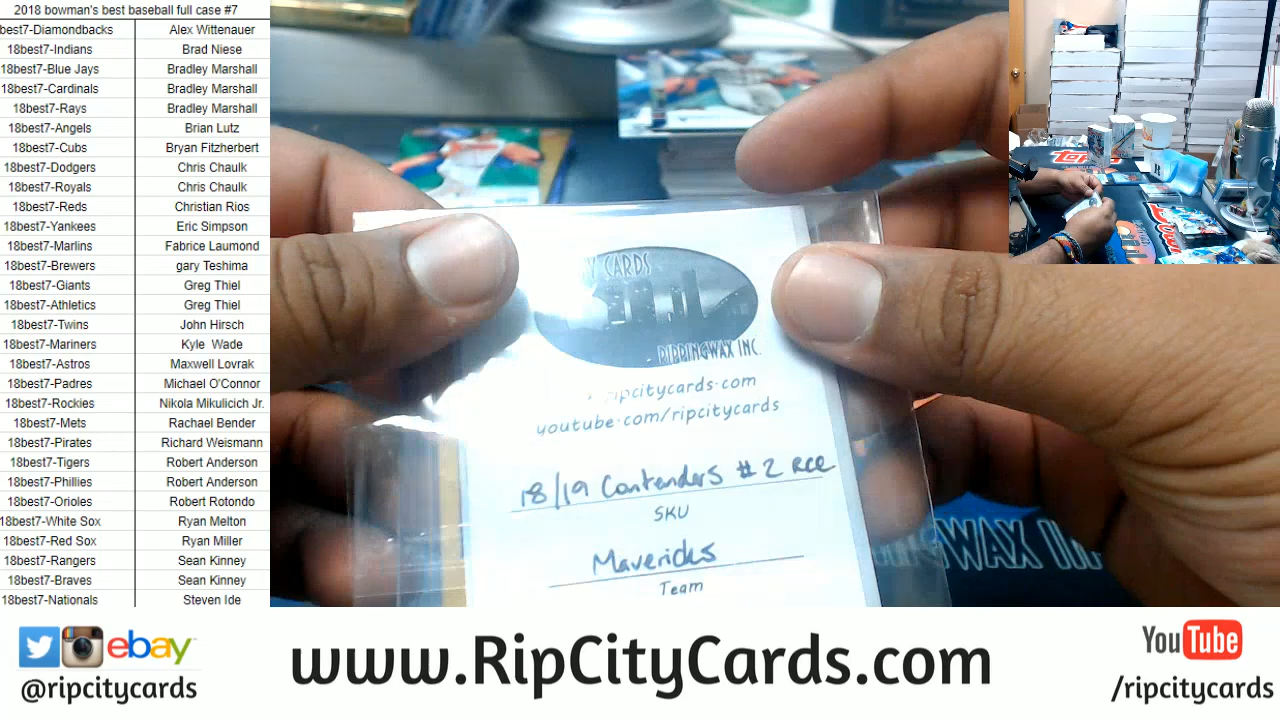 2018 bowman's best baseball full case #7
best7-Diamondbacks Alex Wittenauer
18best7-Indians Brad Niese
18best7-Blue Jays Bradley Marshall
18best7-Cardinals Bradley Marshall
18best7-Rays Bradley Marshall
18best7-Angels Brian Lutz
18best7-Cubs Bryan Fitzherbert
18best7-Dodgers Chris Chaulk
18best7-Royals Chris Chaulk
18best7-Reds Christian Rios
18best7-Yankees Eric Simpson
18best7-Marlins Fabrice Laumond
18best7-Brewers gary Teshima
18best7-Giants Greg Thiel
18best7-Athletics Greg Thiel
18best7-Twins John Hirsch
18best7-Mariners Kyle Wade
18best7-Astros Maxwell Lovrak
18best7-Padres Michael O'Connor
18best7-Rockies Nikola Mikulicich Jr.
18best7-Mets Rachael Bender
18best7-Pirates Richard Weismann
18best7-Tigers Robert Anderson
18best7-Phillies Robert Anderson
18best7-Orioles Robert Rotondo
18best7-White Sox Ryan Melton
18best7-Red Sox Ryan Miller
18best7-Rangers Sean Kinney
18best7-Braves Sean Kinney
18best7-Nationals Steven Ide
CARDS
RIPPINGWAX INC.
ripcitycards.com
youtube.com/ripcitycards
18/19 Contenders #2 RCE
SKU
Mavericks
Team
WAX IN
ebay
@ripcitycards
www.RipCityCards.com
YouTube
/ripcitycards